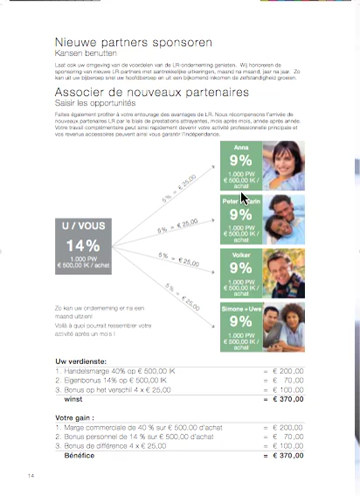 Nieuwe partners sponsoren
Kansen benutten
Laat ook uw omgeving van de voordelen van de LR-onderneming genieten. Wij honoreren de
sponsoring van nieuwe LR-partners met aantrekkelijke uitkeringen, maand na maand, jaar na jaar. Zo
kan uit uw bijberoep snel uw hoofdberoep en uit een bijkomend inkomen de zelfstandigheid groeien.
Associer de nouveaux partenaires
Saisir les opportunités
Faites également profiter à votre entourage des avantages de LR. Nous récompensons l'arrivée de
nouveaux partenaires LR par le biais de prestations attrayantes, mois après mois, année après année.
Votre travail complémentaire peut ainsi rapidement devenir votre activité professionnelle principale et
vos revenus accessoires peuvent ainsi vous garantir l'indépendance.
Anna
9%
1.000 PW
€ 500,00 IK /
achat
5% = € 25,00
Peter Karin
9%
1.000 PW
€ 500,00 IK /
achat
5% = € 25,00
U / VOUS
14%
1.000 PW
€ 500,00 IK / achat
Volker
9%
1.000 PW
€ 500,00 IK /
achat
5% = € 25,00
Simone+Uwe
9%
1.000 PW
€ 500,00 IK /
achat
5% = € 25,00
Zo kan uw onderneming er na een
maand uitzien!
Voilà à quoi pourrait ressembler votre
activité après un mois !
Uw verdienste:
1. Handelsmarge 40% op € 500,00 IK = € 200,00
2. Eigenbonus 14% op € 500,00 IK = € 70,00
3. Bonus op het verschil 4 x € 25,00 = € 100,00
winst = € 370,00
Votre gain :
1. Marge commerciale de 40 % sur € 500,00 d'achat = € 200,00
2. Bonus personnel de 14 % sur € 500,00 d'achat = € 70,00
3. Bonus de différence 4 x € 25,00 = € 100,00
Bénéfice = € 370,00
14